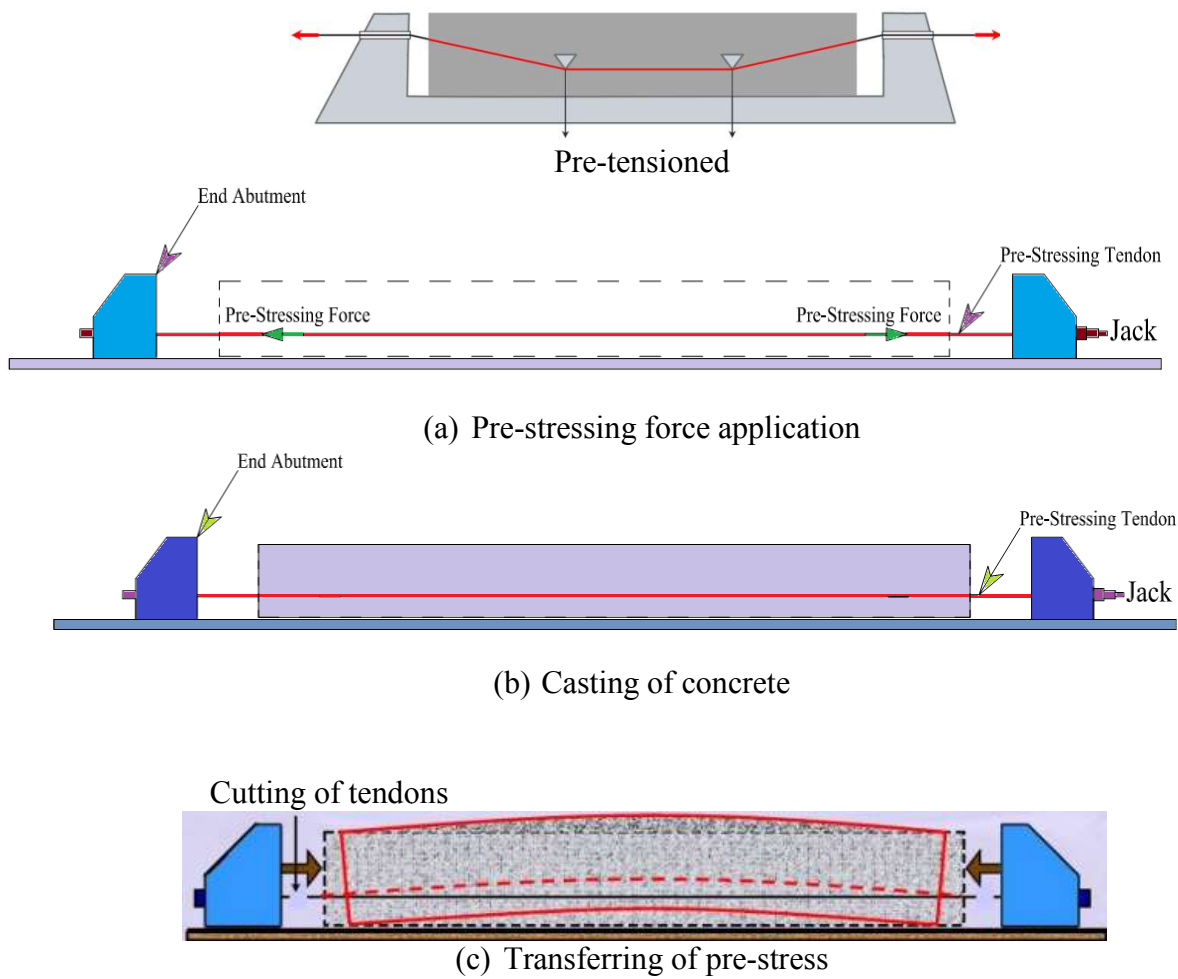 Pre-tensioned
End Abutment
Pre-Stressing Tendon
Pre-Stressing Force
Pre-Stressing Force
Jack
(a) Pre-stressing force application
End Abutment
Pre-Stressing Tendon
Jack
(b) Casting of concrete
Cutting of tendons
(c) Transferring of pre-stress